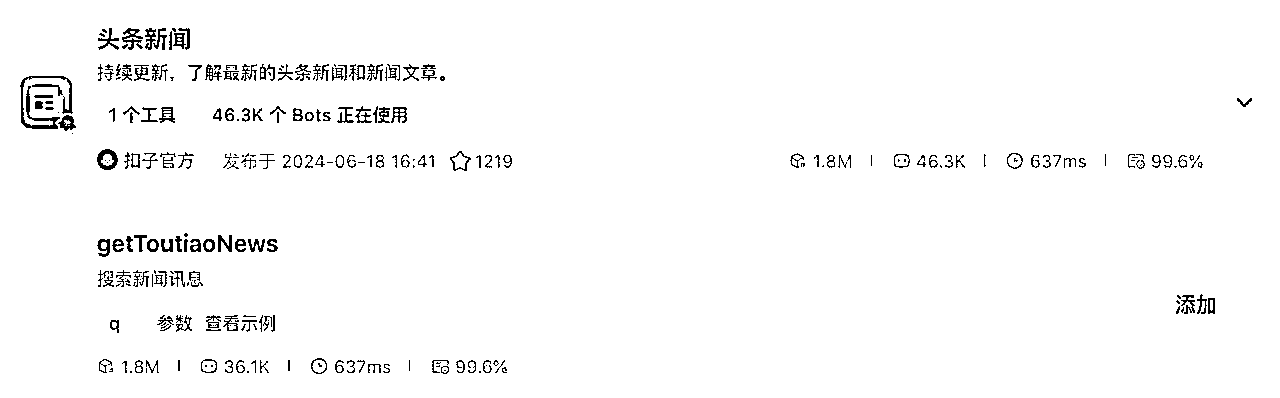 头条新闻
持续更新，了解最新的头条新闻和新闻文章。
1 个工具 46.3K 个 Bots 正在使用
扣子官方 发布于 2024-06-18 16:41 1219 1.8M | 46.3K | 637ms | 99.6%
getToutiaoNews
搜索新闻讯息
添加
q 参数 查看示例
1.8M | 36.1K | 637ms | 99.6%